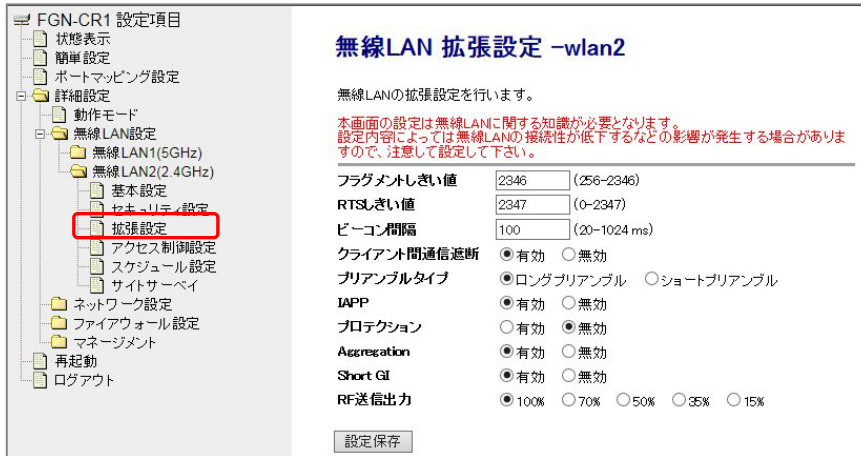 FGN-CR1 設定項目
状態表示
簡単設定
ポートマッピング設定
詳細設定
動作モード
無線LAN設定
無線LAN1(5GHz)
無線LAN2(2.4GHz)
基本設定
セキュリティ設定
拡張設定
アクセス制御設定
スケジュール設定
サイトサーベイ
ネットワーク設定
ファイアウォール設定
マネージメント
再起動
ログアウト
無線LAN 拡張設定 −wlan2
無線LANの拡張設定を行います。
本画面の設定は無線LANに関する知識が必要となります。
設定内容によっては無線LANの接続性が低下するなどの影響が発生する場合がありま
すので、注意して設定して下さい。
フラグメントしきい値 2346 (256-2346)
RTSしきい値 2347 (0-2347)
ビーコン間隔 100 (20-1024 ms)
クライアント間通信遮断 有効 無効
プリアンブルタイプ ロングプリアンブル ショートプリアンブル
IAPP 有効 無効
プロテクション 有効 無効
Aggregation 有効 無効
Short GI 有効 無効
RF送信出力 100% 70% 50% 35% 15%
設定保存